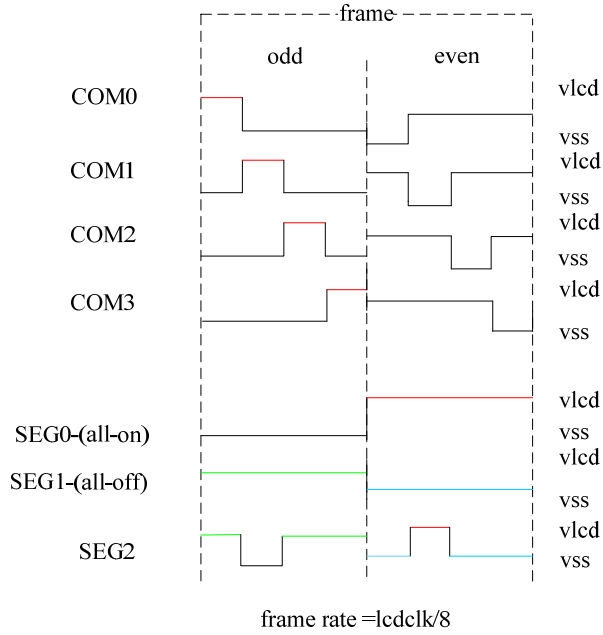 frame
odd even
COM0 vlcd
vss
COM1 vlcd
vss
COM2 vlcd
vss
COM3 vlcd
vss
vlcd
SEG0-(all-on) vss
vlcd
SEG1-(all-off)
vss
vlcd
SEG2 vss
frame rate =lcdclk/8